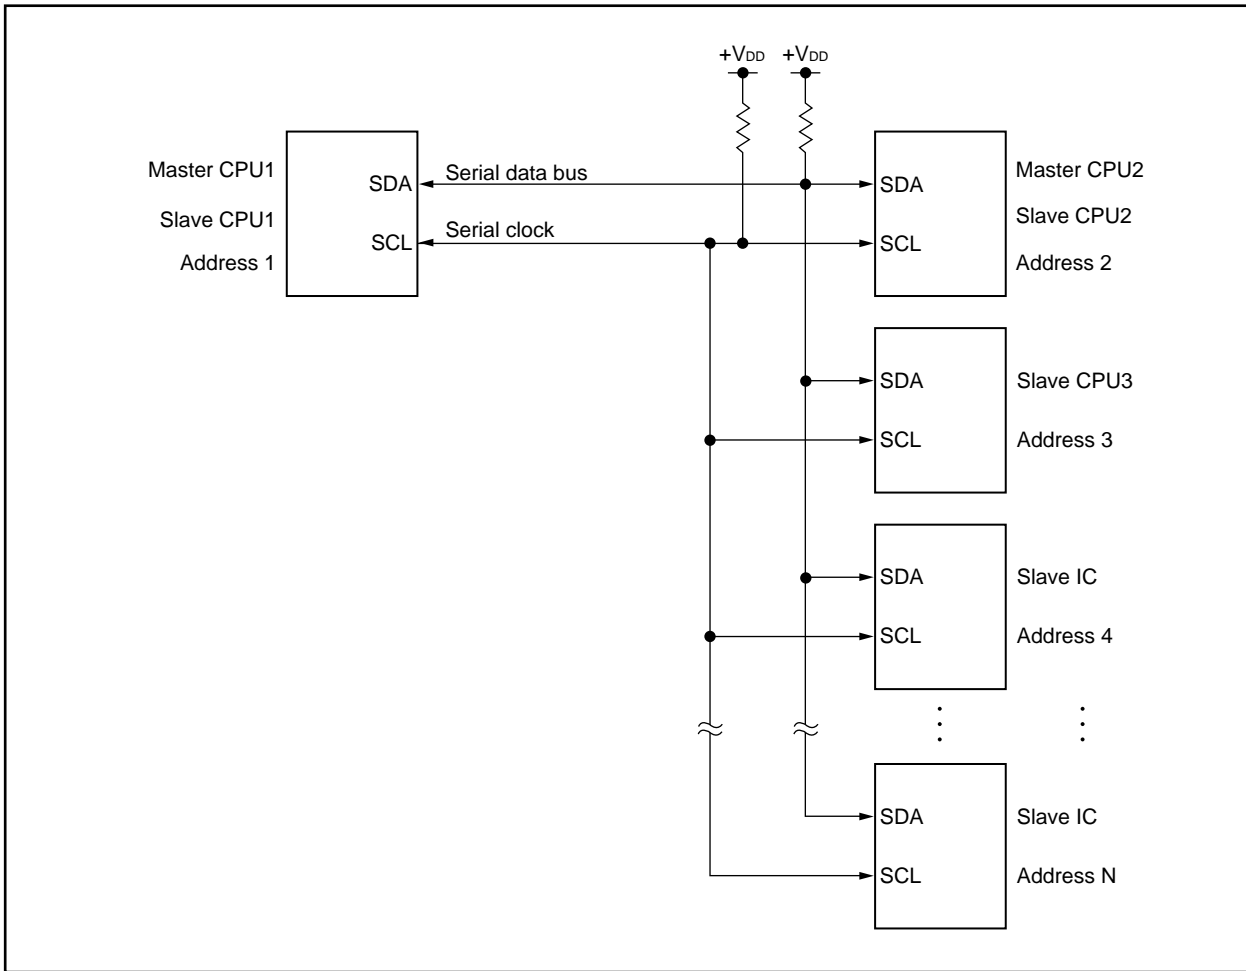 +VDD +VDD
Master CPU1
Slave CPU1
Address 1
SDA
SCL
Serial data bus
Serial clock
SDA
SCL
Master CPU2
Slave CPU2
Address 2
SDA
SCL
Slave CPU3
Address 3
SDA
SCL
Slave IC
Address 4
SDA
SCL
Slave IC
Address N